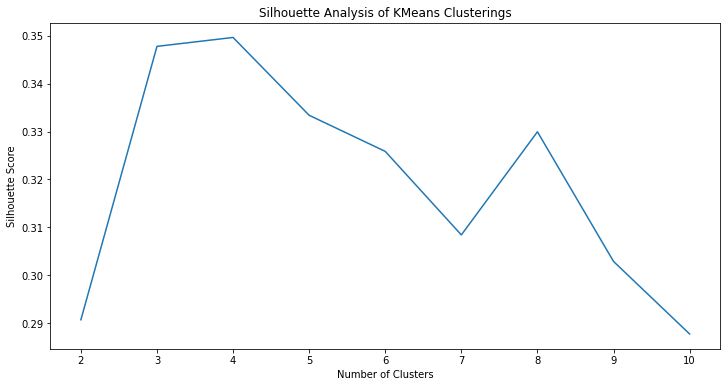 Silhouette Analysis of KMeans Clusterings
0.35
0.34
0.33
0.32
0.31
0.30
0.29
Silhouette Score
2 3 4 5 6 7 8 9 10
Number of Clusters